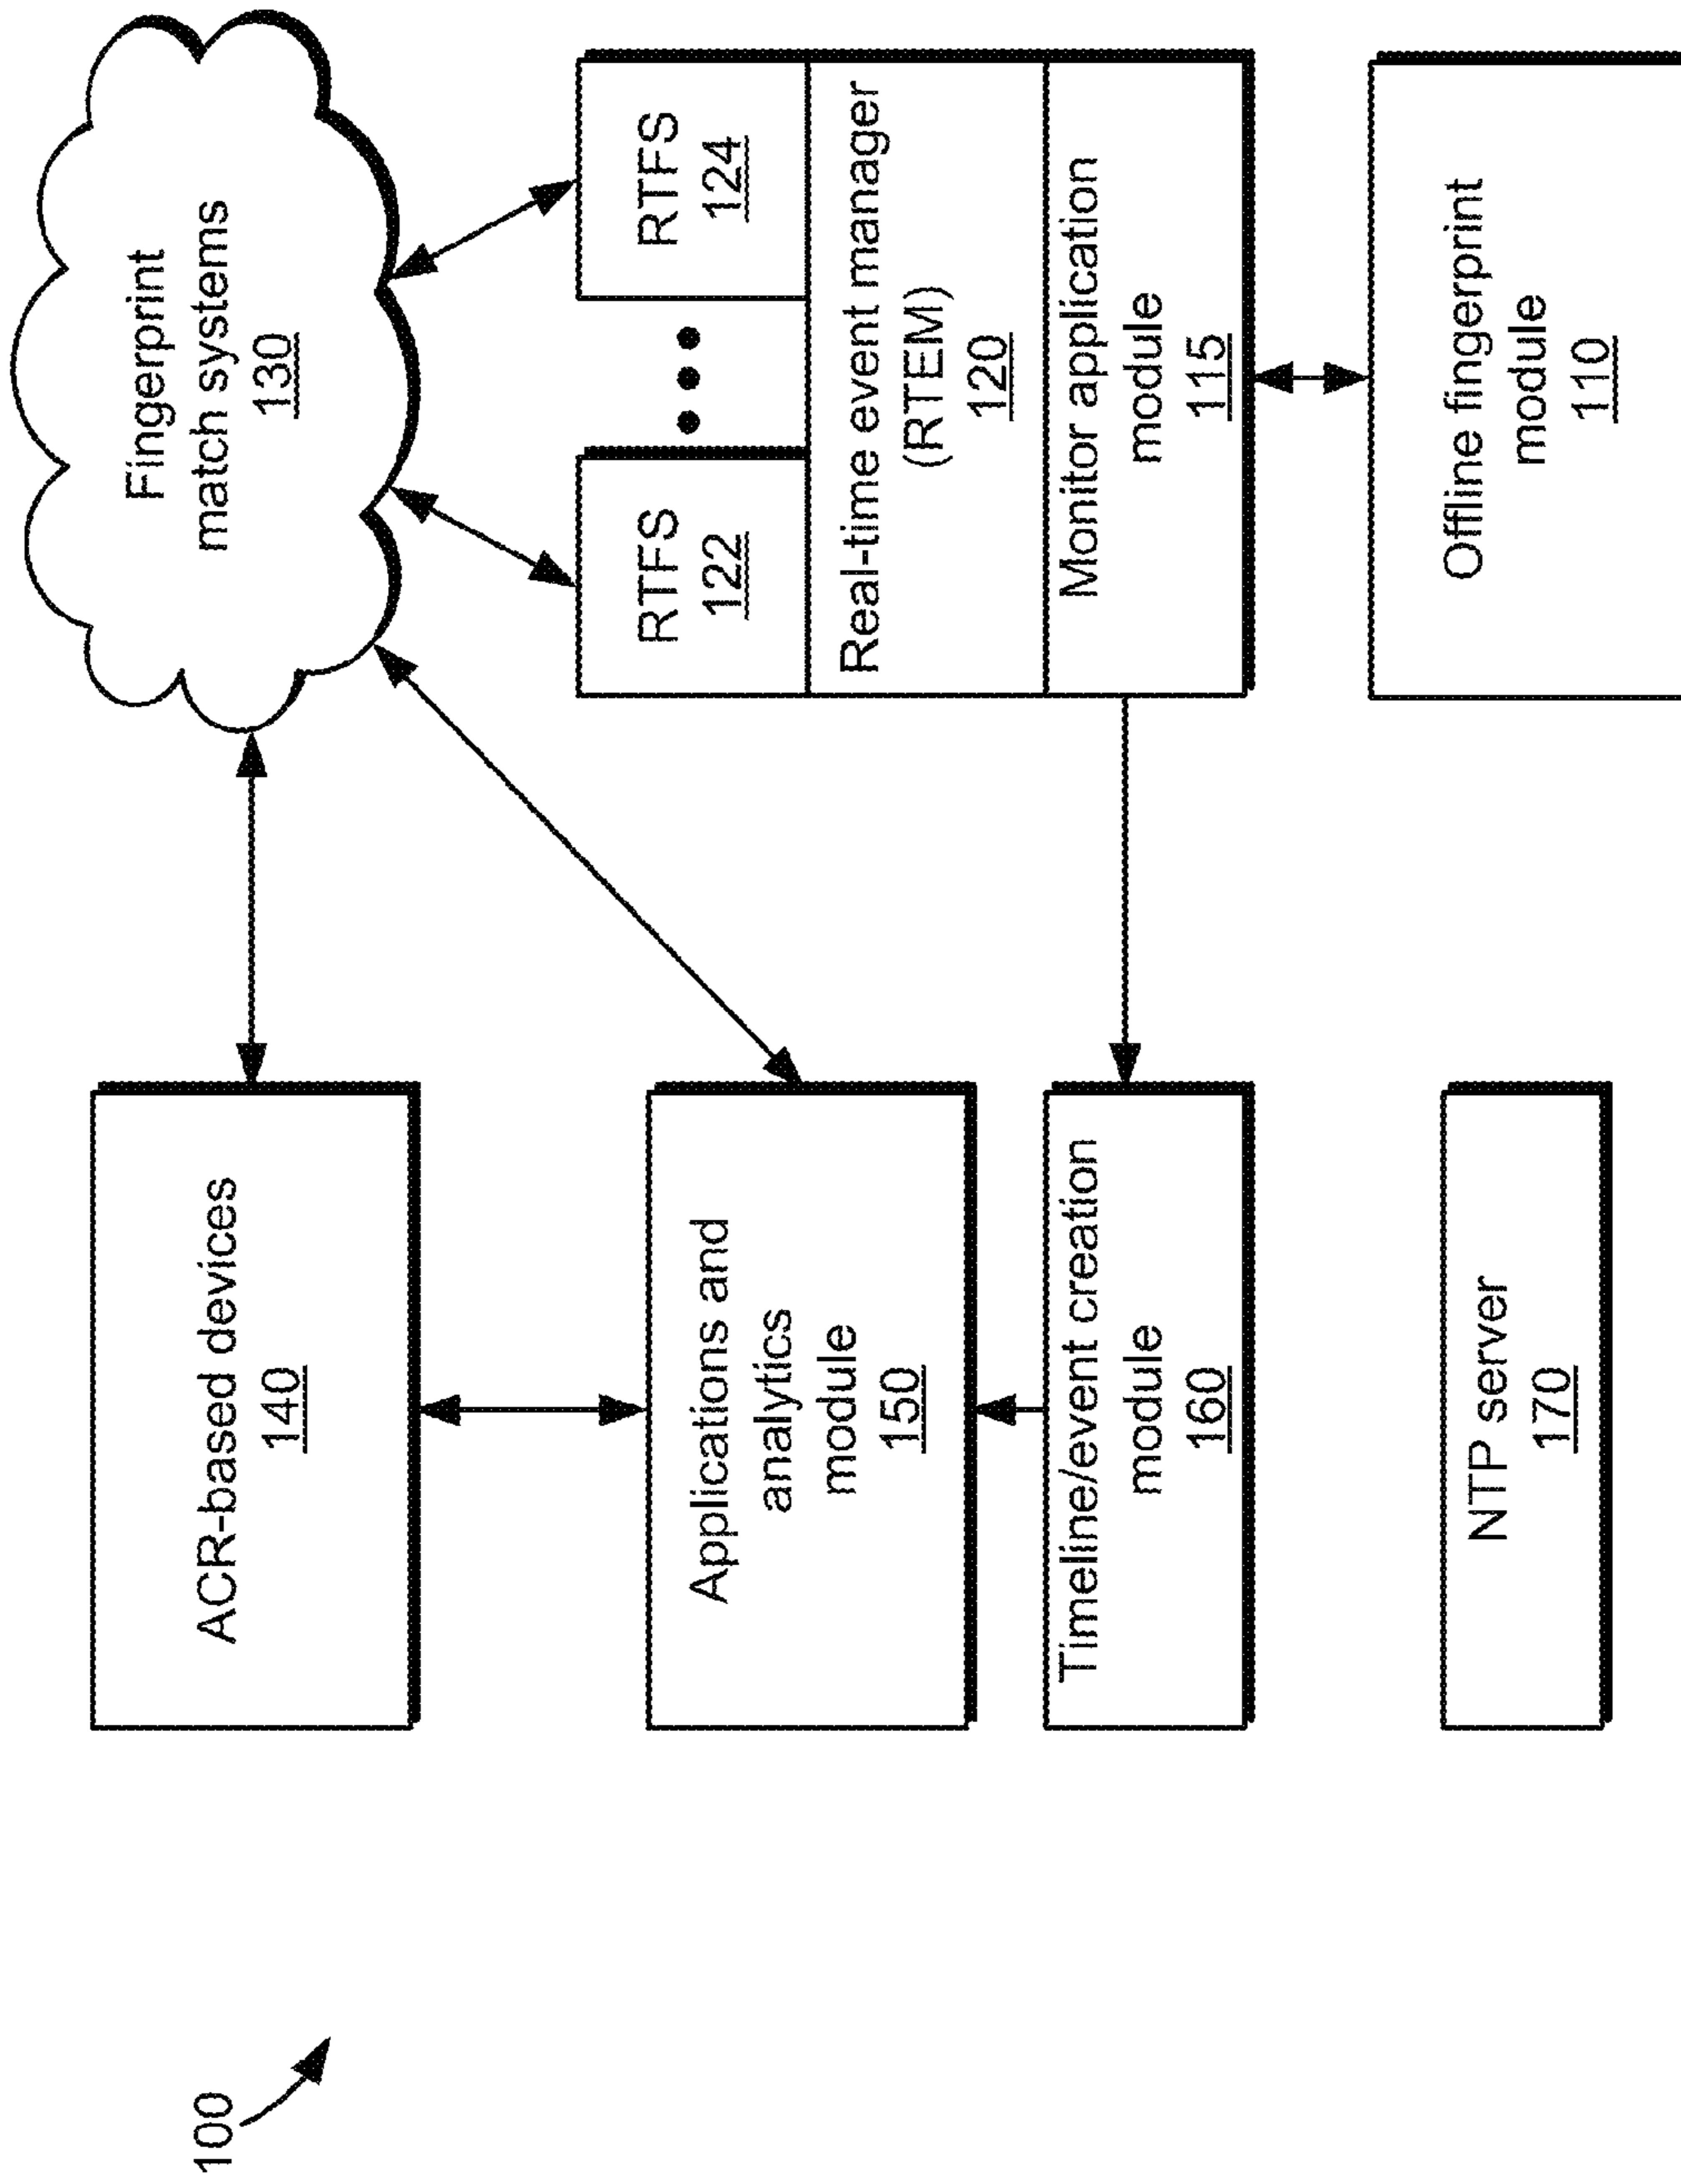 100
ACR-based devices
140
Fingerprint
match systems
130
Applications and
analytics
module
150
RTFS
122
RTFS
124
Real-time event manager
(RTEM)
120
Timeline/event creation
module
160
Monitor application
module
115
NTP server
170
Offline fingerprint
module
110